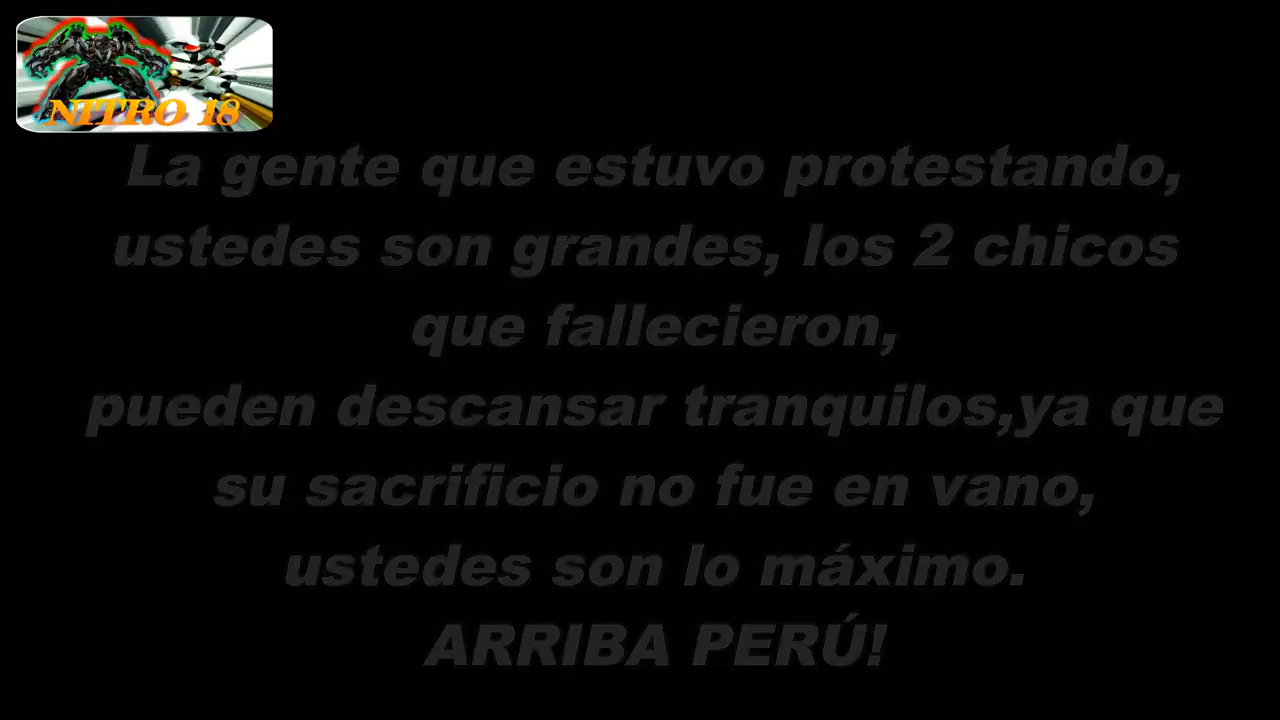 NITRO 18
La gente que estuvo protestando,
ustedes son grandes, los 2 chicos
que fallecieron,
pueden descansar tranquilos,ya que
su sacrificio no fue en vano,
ustedes son lo máximo.
ARRIBA PERÚ!